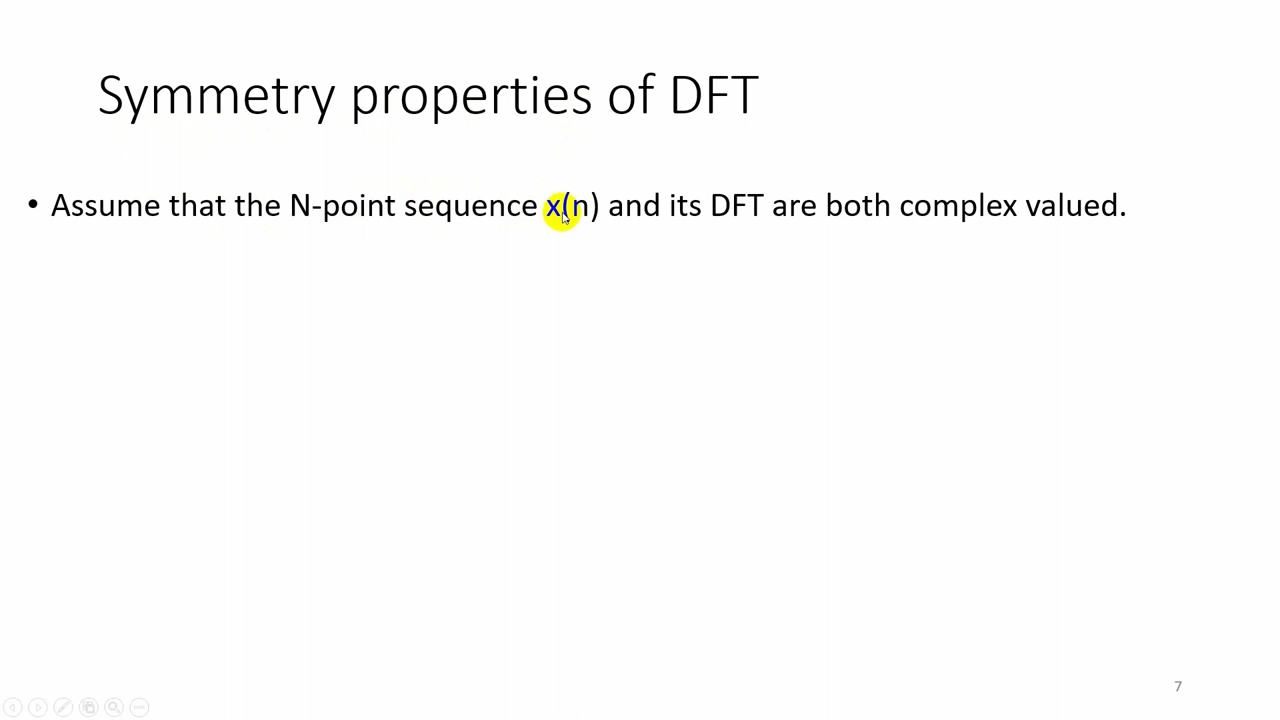 Symmetry properties of DFT
• Assume that the N-point sequence x(n) and its DFT are both complex valued.
7